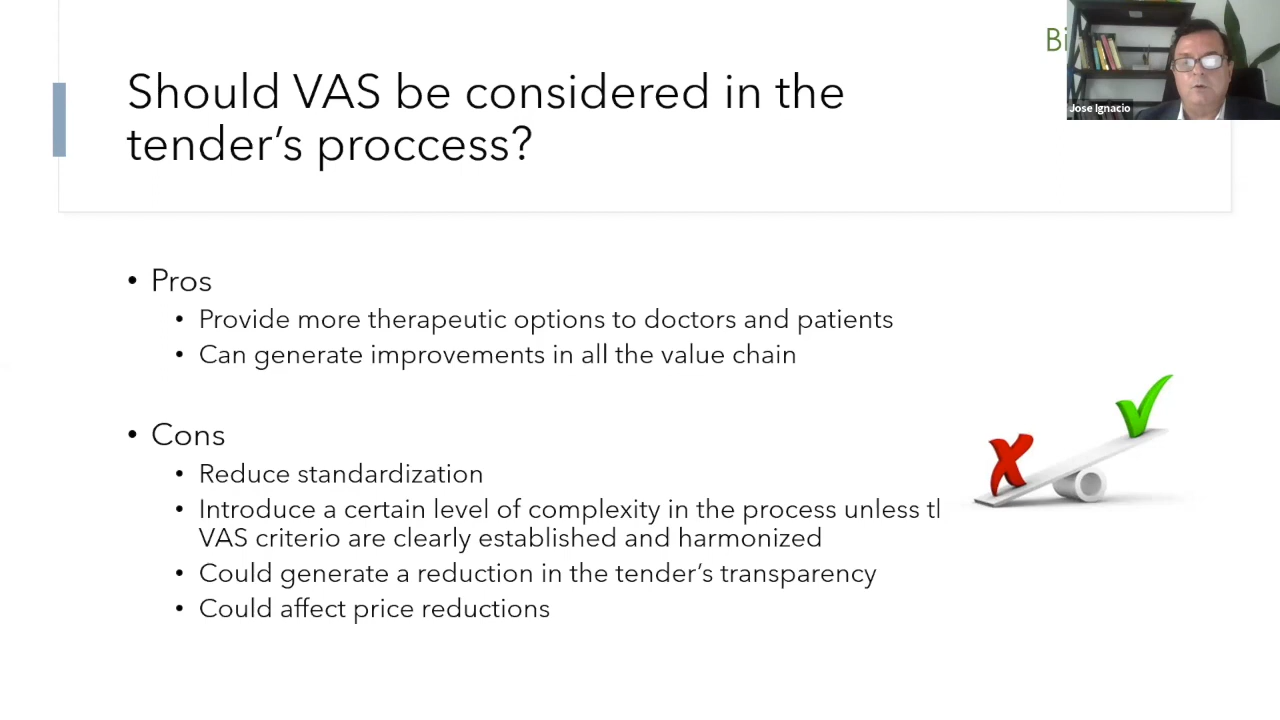 Should VAS be considered in the
tender's proccess?
Jose Ignacio
• Pros
• Provide more therapeutic options to doctors and patients
• Can generate improvements in all the value chain
• Cons
• Reduce standardization
• Introduce a certain level of complexity in the process unless
VAS criterio are clearly established and harmonized
• Could generate a reduction in the tender's transparency
• Could affect price reductions